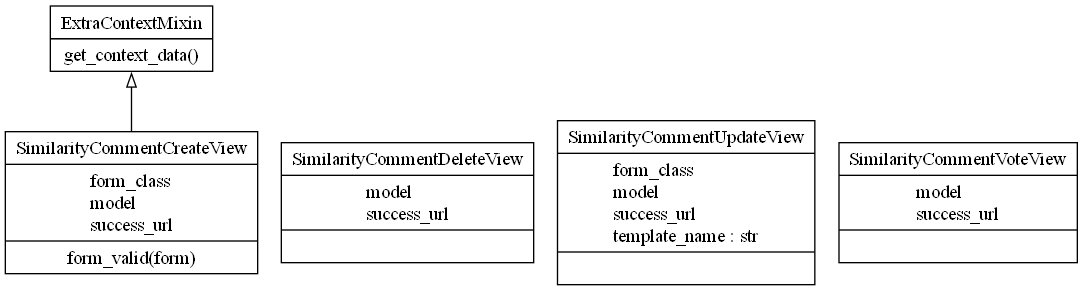 ExtraContextMixin
get_context_data()
SimilarityCommentCreateView
form_class
model
success_url
form_valid(form)
SimilarityCommentDeleteView
model
success_url
SimilarityCommentUpdateView
form_class
model
success_url
template_name : str
SimilarityCommentVoteView
model
success_url